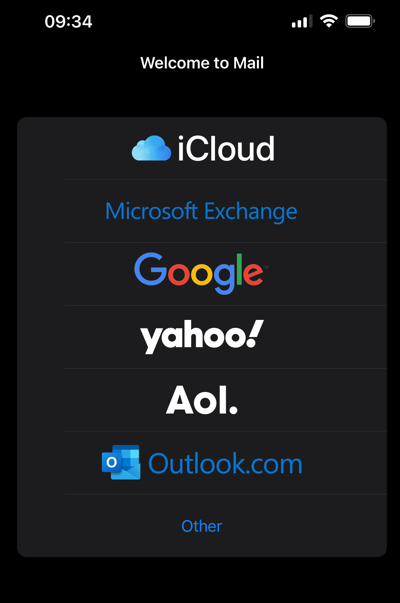 09:34
Welcome to Mail
iCloud
Microsoft Exchange
Google
yahoo!
Aol.
O Outlook.com
Other